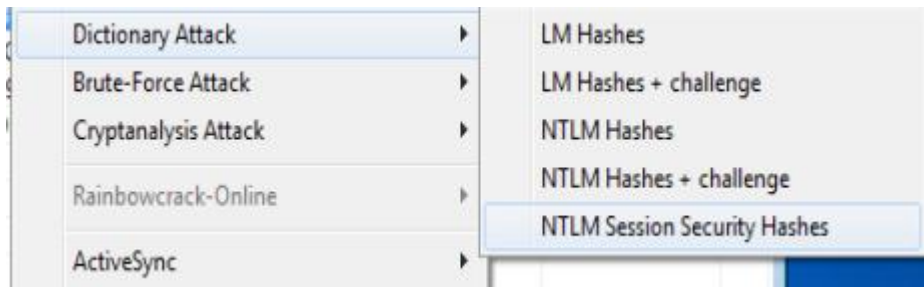 Dictionary Attack
Brute-Force Attack
Cryptanalysis Attack
Rainbowcrack-Online
ActiveSync
LM Hashes
LM Hashes + challenge
NTLM Hashes
NTLM Hashes + challenge
NTLM Session Security Hashes